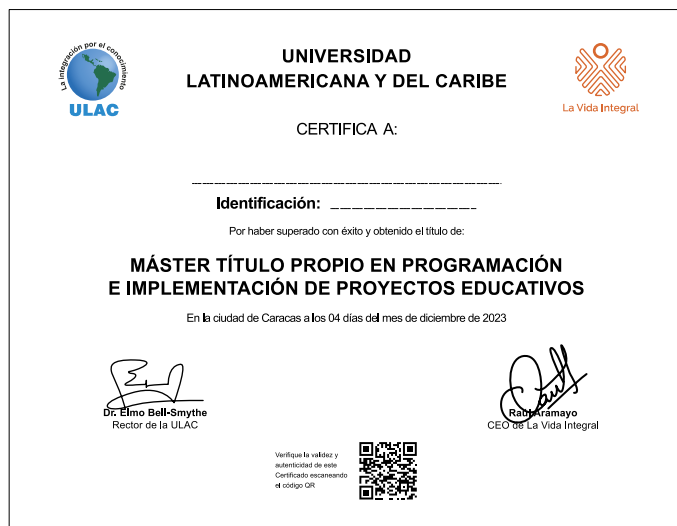 La integración por el conocimiento
ULAC
UNIVERSIDAD
LATINOAMERICANA Y DEL CARIBE
La Vida Integral
CERTIFICA A:
Identificación:
Por haber superado con éxito y obtenido el título de:
MÁSTER TÍTULO PROPIO EN PROGRAMACIÓN
E IMPLEMENTACIÓN DE PROYECTOS EDUCATIVOS
En la ciudad de Caracas a los 04 días del mes de diciembre de 2023
Dr. Elmo Bell-Smythe
Rector de la ULAC
Raúl Aramayo
CEO de La Vida Integral
Verifique la validez y
autenticidad de este
Certificado escaneando
el código QR